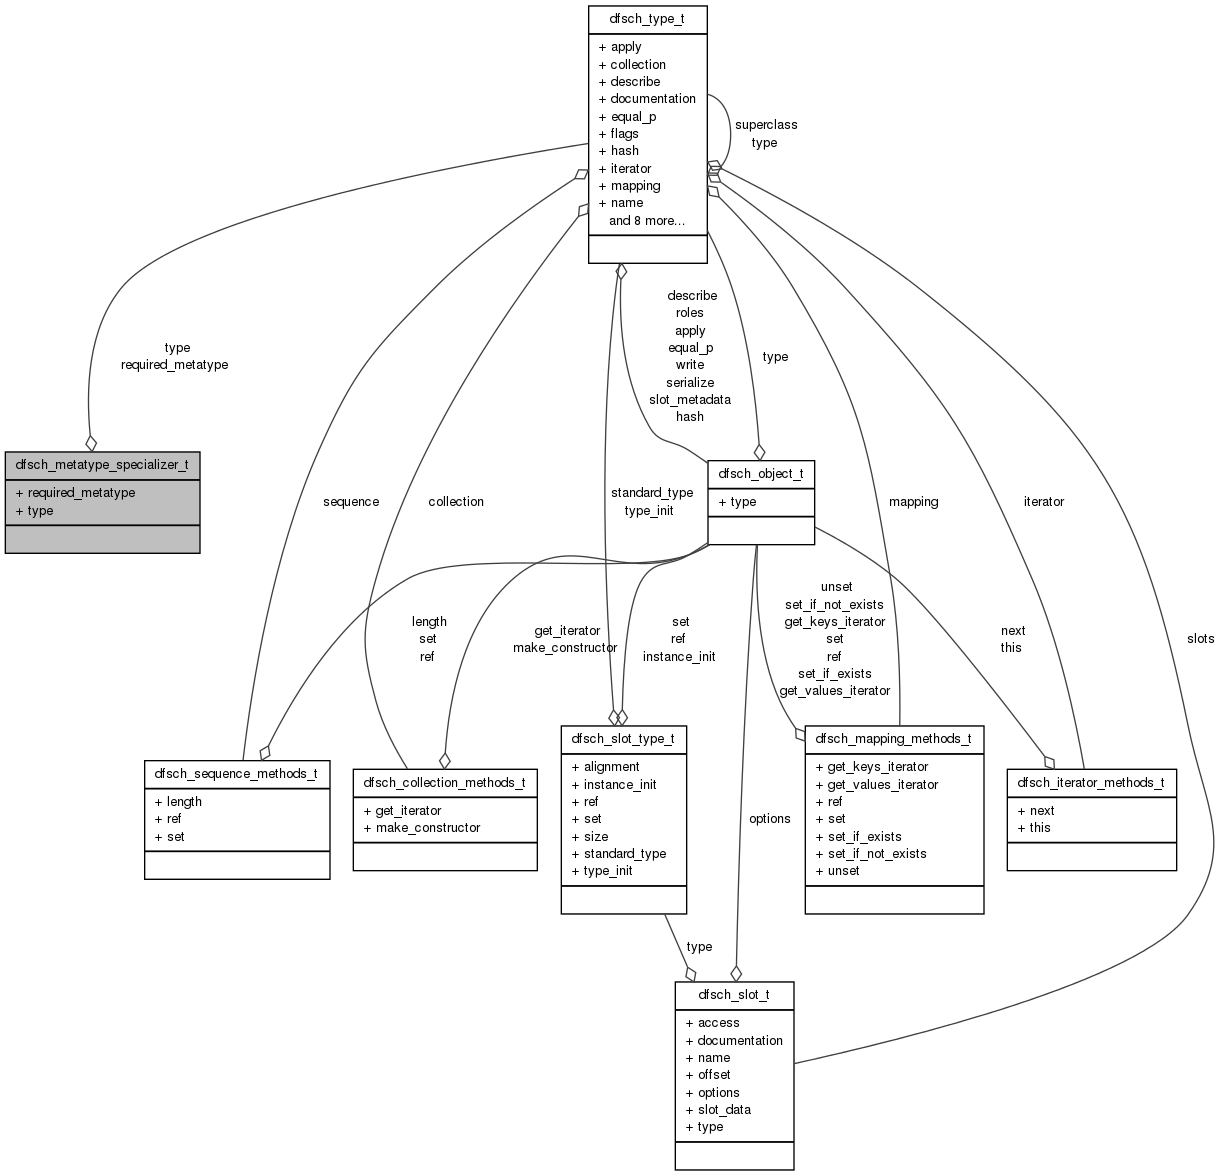 dfsch_type_t
+ apply
+ collection
+ describe
+ documentation
+ equal_p
+ flags
+ hash
+ iterator
+ mapping
+ name
and 8 more...
superclass
type
type
required_metatype
describe
roles
apply
equal_p
write
serialize
slot_metadata
hash
type
dfsch_metatype_specializer_t
+ required_metatype
+ type
dfsch_object_t
+ type
sequence
collection
standard_type
type_init
mapping
iterator
length
set
ref
get_iterator
make_constructor
set
ref
instance_init
unset
set_if_not_exists
get_keys_iterator
set
ref
set_if_exists
get_values_iterator
next
this
slots
dfsch_sequence_methods_t
+ length
+ ref
+ set
dfsch_collection_methods_t
+ get_iterator
+ make_constructor
dfsch_slot_type_t
+ alignment
+ instance_init
+ ref
+ set
+ size
+ standard_type
+ type_init
options
dfsch_mapping_methods_t
+ get_keys_iterator
+ get_values_iterator
+ ref
+ set
+ set_if_exists
+ set_if_not_exists
+ unset
dfsch_iterator_methods_t
+ next
+ this
type
dfsch_slot_t
+ access
+ documentation
+ name
+ offset
+ options
+ slot_data
+ type